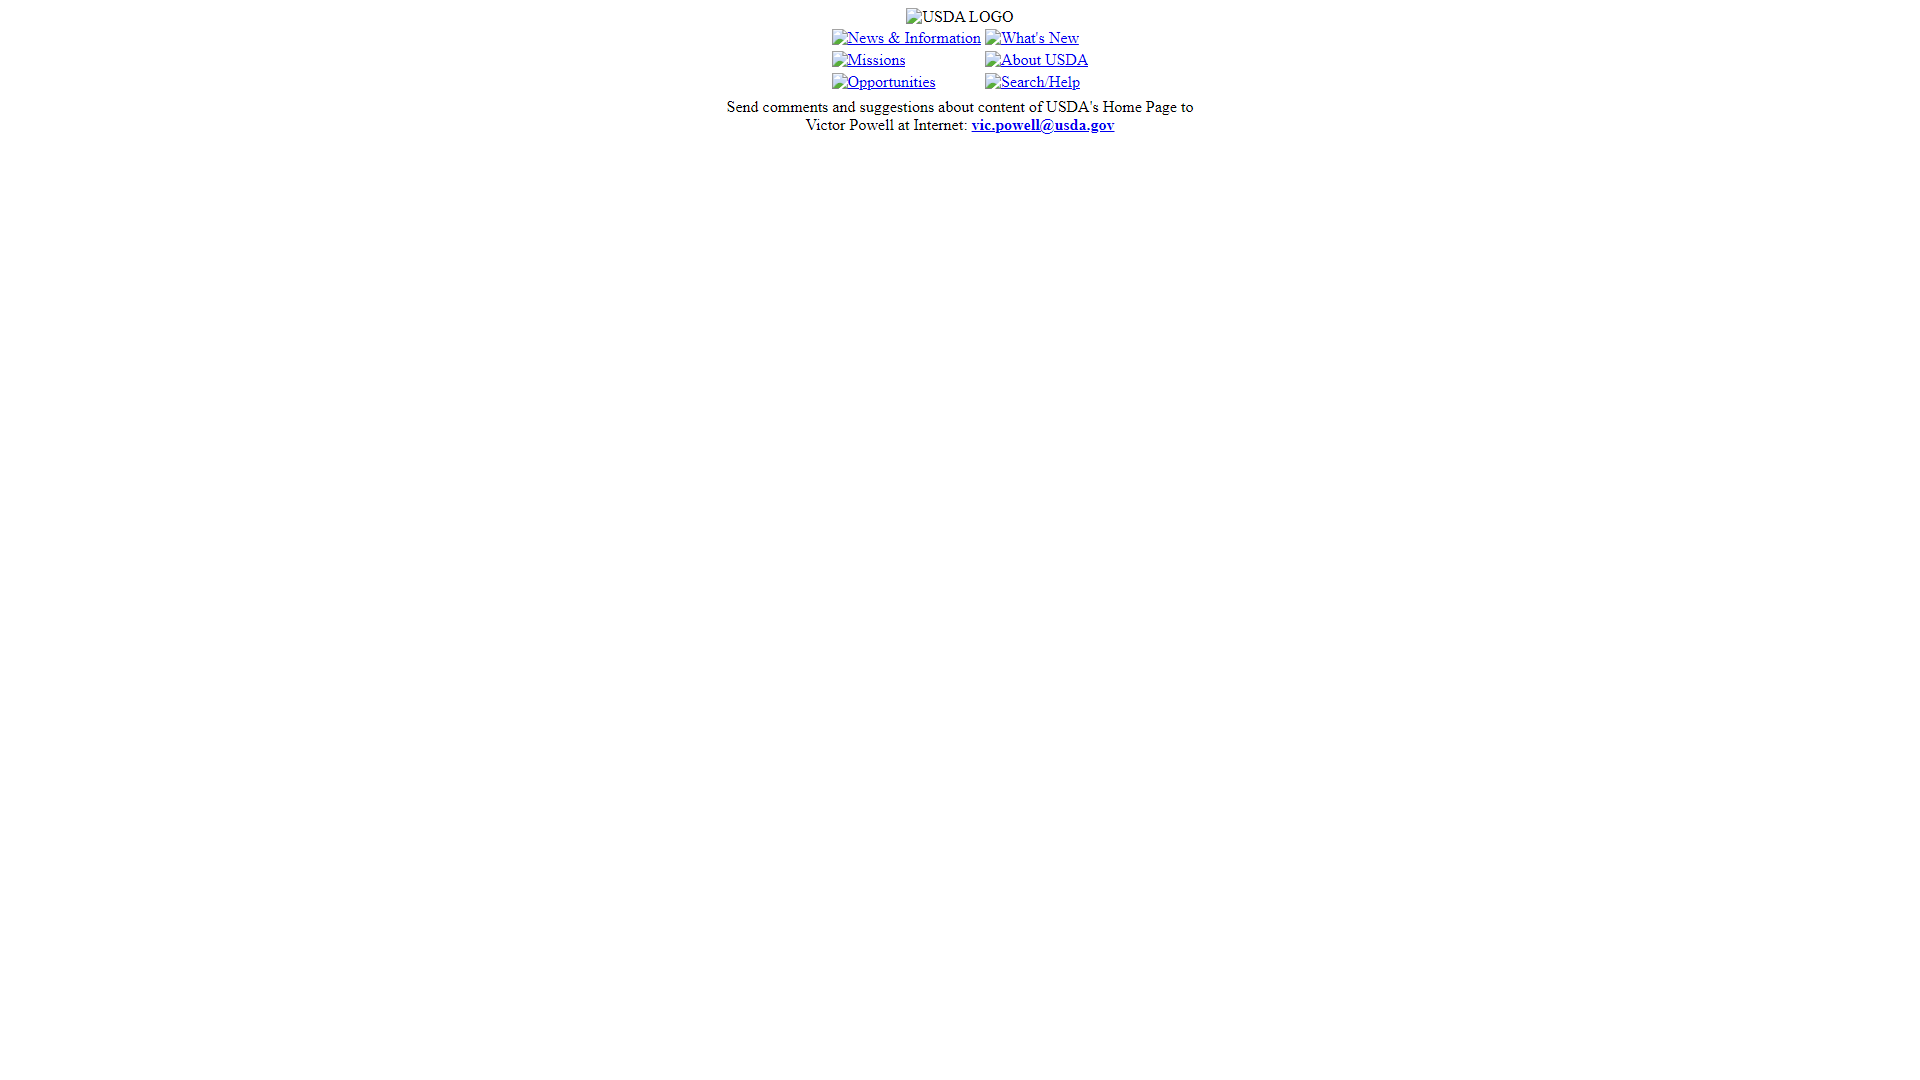 USDA LOGO
News & Information What's New
Missions About USDA
Opportunities Search/Help
Send comments and suggestions about content of USDA's Home Page to
Victor Powell at Internet: vic.powell@usda.gov